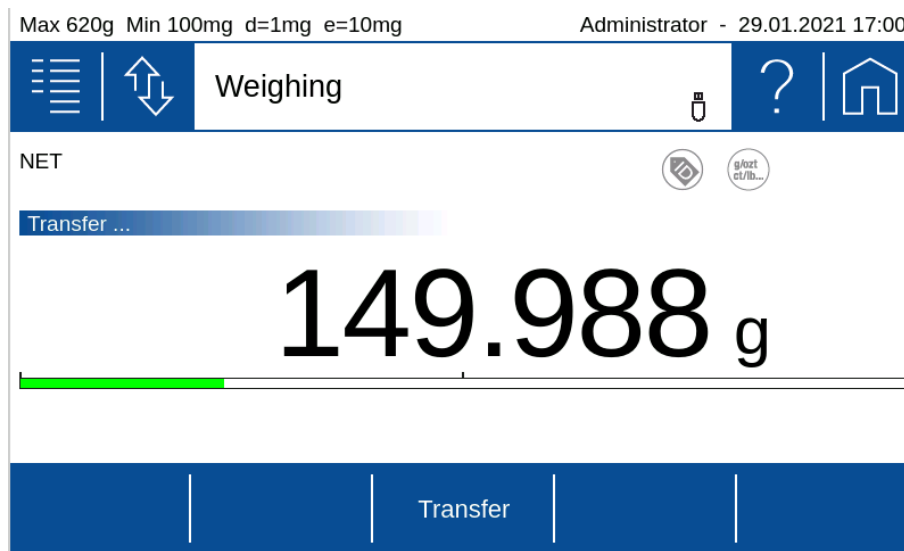 Max 620g Min 100mg d=1mg e=10mg Administrator - 29.01.2021 17:00
Weighing
?
NET
ID
g/ozt
ct/lb...
Transfer ...
149.988 g
Transfer